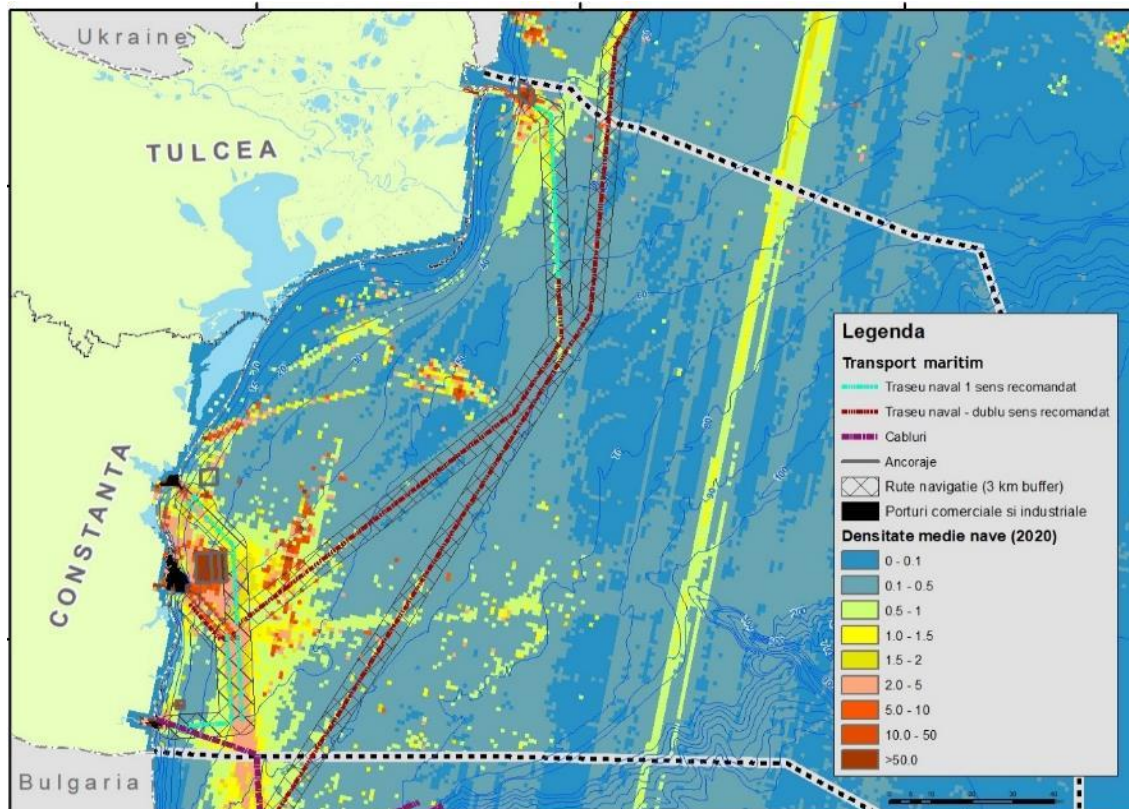 Ukraine
TULCEA
CONSTANTA
Bulgaria
Legenda
Transport maritim
Traseu naval 1 sens recomandat
Traseu naval - dublu sens recomandat
Cabluri
Ancoraje
Rute navigatie (3 km buffer)
Porturi comerciale si industriale
Densitate medie nave (2020)
0 - 0.1
0.1 - 0.5
0.5 - 1
1.0 - 1.5
1.5 - 2
2.0 - 5
5.0 - 10
10.0 - 50
>50.0